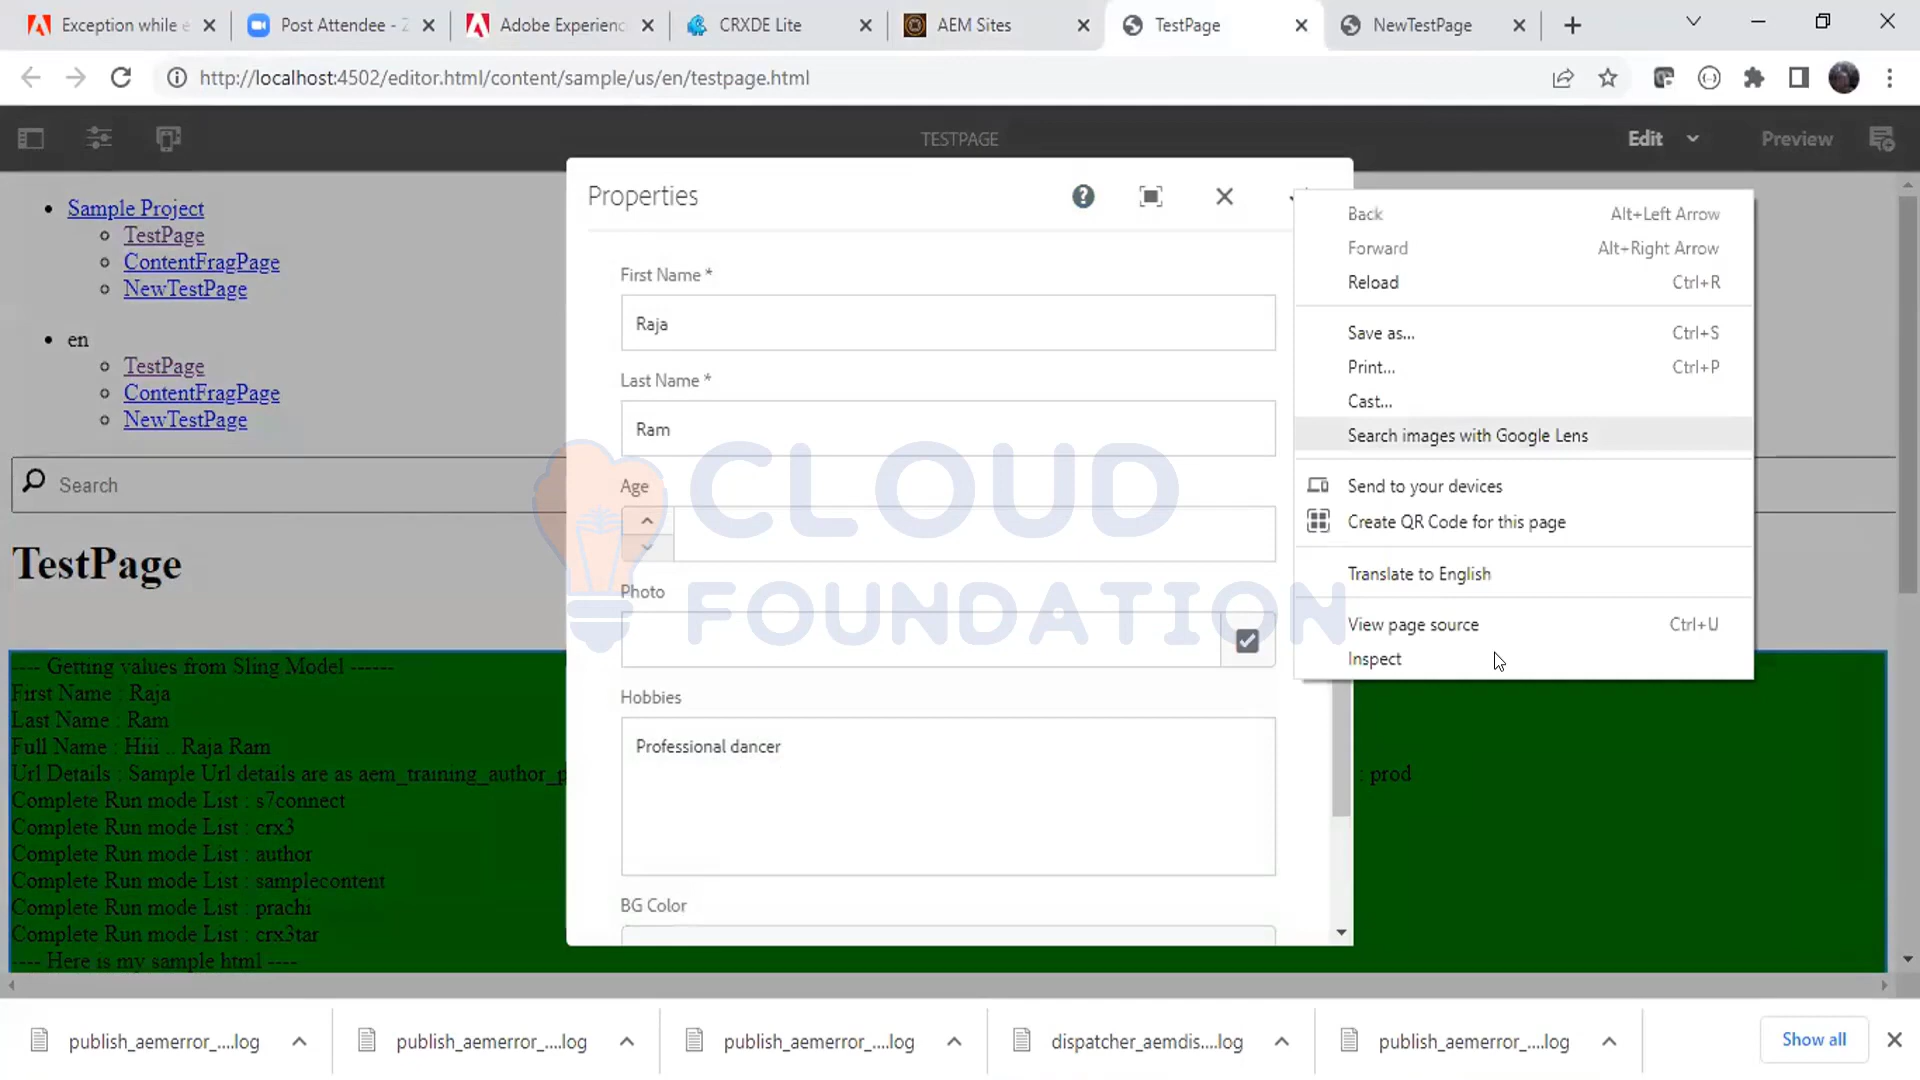 Exception while e
Post Attendee - Z
Adobe Experienc
CRXDE Lite
AEM Sites
TestPage
NewTestPage
http://localhost:4502/editor.html/content/sample/us/en/testpage.html
TESTPAGE
Edit
Preview
Sample Project
TestPage
ContentFragPage
NewTestPage
en
TestPage
ContentFragPage
NewTestPage
Search
TestPage
---- Getting values from Sling Model ------
First Name : Raja
Last Name : Ram
Full Name : Hiii .. Raja Ram
Url Details : Sample Url details are as aem_training_author_p : prod
Complete Run mode List : s7connect
Complete Run mode List : crx3
Complete Run mode List : author
Complete Run mode List : samplecontent
Complete Run mode List : prachi
Complete Run mode List : crx3tar
---- Here is my sample html ----
Properties
First Name *
Raja
Last Name *
Ram
Age
Photo
Hobbies
Professional dancer
BG Color
CLOUD
FOUNDATION
Back Alt+Left Arrow
Forward Alt+Right Arrow
Reload Ctrl+R
Save as... Ctrl+S
Print... Ctrl+P
Cast...
Search images with Google Lens
Send to your devices
Create QR Code for this page
Translate to English
View page source Ctrl+U
Inspect
publish_aemerror_....log
publish_aemerror_....log
publish_aemerror_....log
dispatcher_aemdis....log
publish_aemerror_....log
Show all